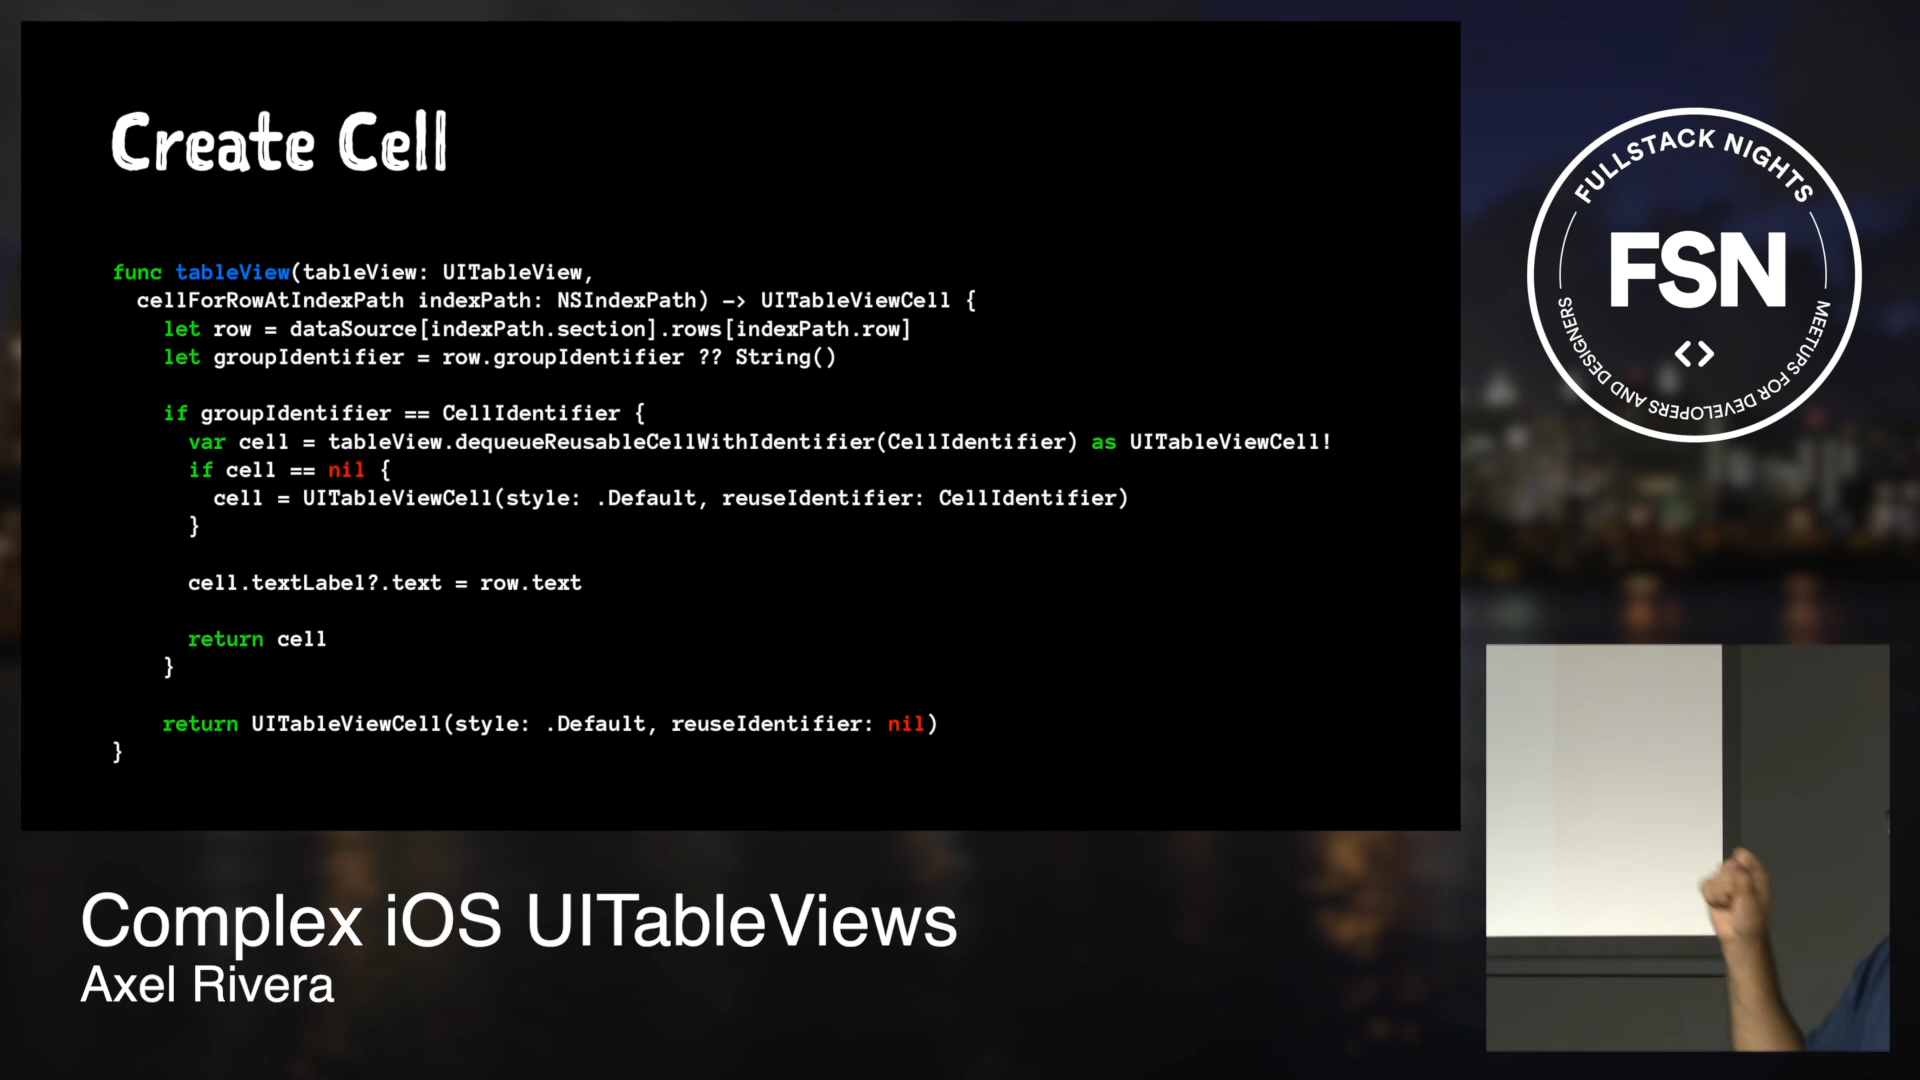 Create Cell
func tableView(tableView: UITableView,
cellForRowAtIndexPath indexPath: NSIndexPath) -> UITableViewCell {
let row = dataSource[indexPath.section].rows[indexPath.row]
let groupIdentifier = row.groupIdentifier ?? String()
if groupIdentifier == CellIdentifier {
var cell = tableView.dequeueReusableCellWithIdentifier(CellIdentifier) as UITableViewCell!
if cell == nil {
cell = UITableViewCell(style: .Default, reuseIdentifier: CellIdentifier)
}
cell.textLabel?.text = row.text
return cell
}
return UITableViewCell(style: .Default, reuseIdentifier: nil)
}
FULLSTACK NIGHTS
FSN
<>
MEETUPS FOR DEVELOPERS AND DESIGNERS
Complex iOS UITableViews
Axel Rivera